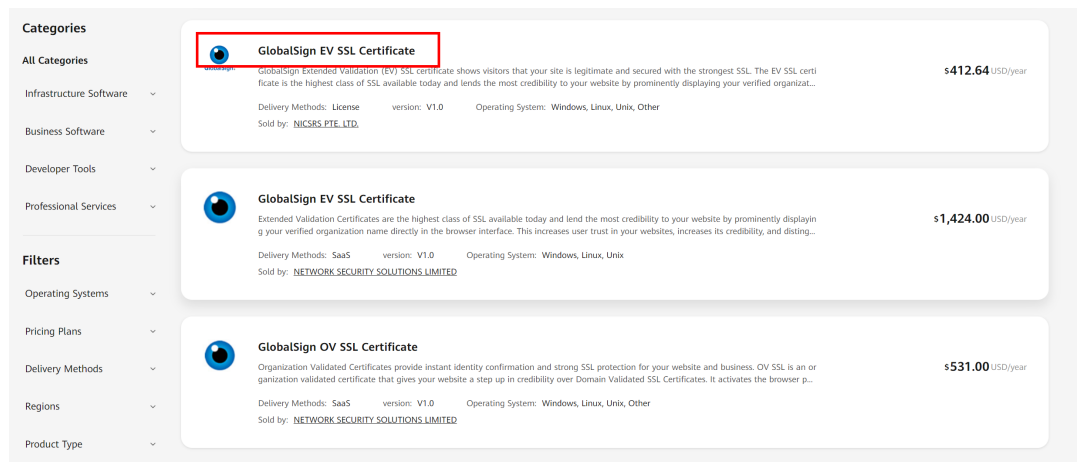 Categories
All Categories
Infrastructure Software
Business Software
Developer Tools
Professional Services
Filters
Operating Systems
Pricing Plans
Delivery Methods
Regions
Product Type
GlobalSign EV SSL Certificate
GlobalSign Extended Validation (EV) SSL certificate shows visitors that your site is legitimate and secured with the strongest SSL. The EV SSL certi
ficate is the highest class of SSL available today and lends the most credibility to your website by prominently displaying your verified organizat...
Delivery Methods: License version: V1.0 Operating System: Windows, Linux, Unix, Other
Sold by: NICSRS PTE. LTD.
$412.64 USD/year
GlobalSign EV SSL Certificate
Extended Validation Certificates are the highest class of SSL available today and lend the most credibility to your website by prominently displayin
g your verified organization name directly in the browser interface. This increases user trust in your websites, increases its credibility, and disting...
Delivery Methods: SaaS version: V1.0 Operating System: Windows, Linux, Unix
Sold by: NETWORK SECURITY SOLUTIONS LIMITED
$1,424.00 USD/year
GlobalSign OV SSL Certificate
Organization Validated Certificates provide instant identity confirmation and strong SSL protection for your website and business. OV SSL is an or
ganization validated certificate that gives your website a step up in credibility over Domain Validated SSL Certificates. It activates the browser p...
Delivery Methods: SaaS version: V1.0 Operating System: Windows, Linux, Unix, Other
Sold by: NETWORK SECURITY SOLUTIONS LIMITED
$531.00 USD/year